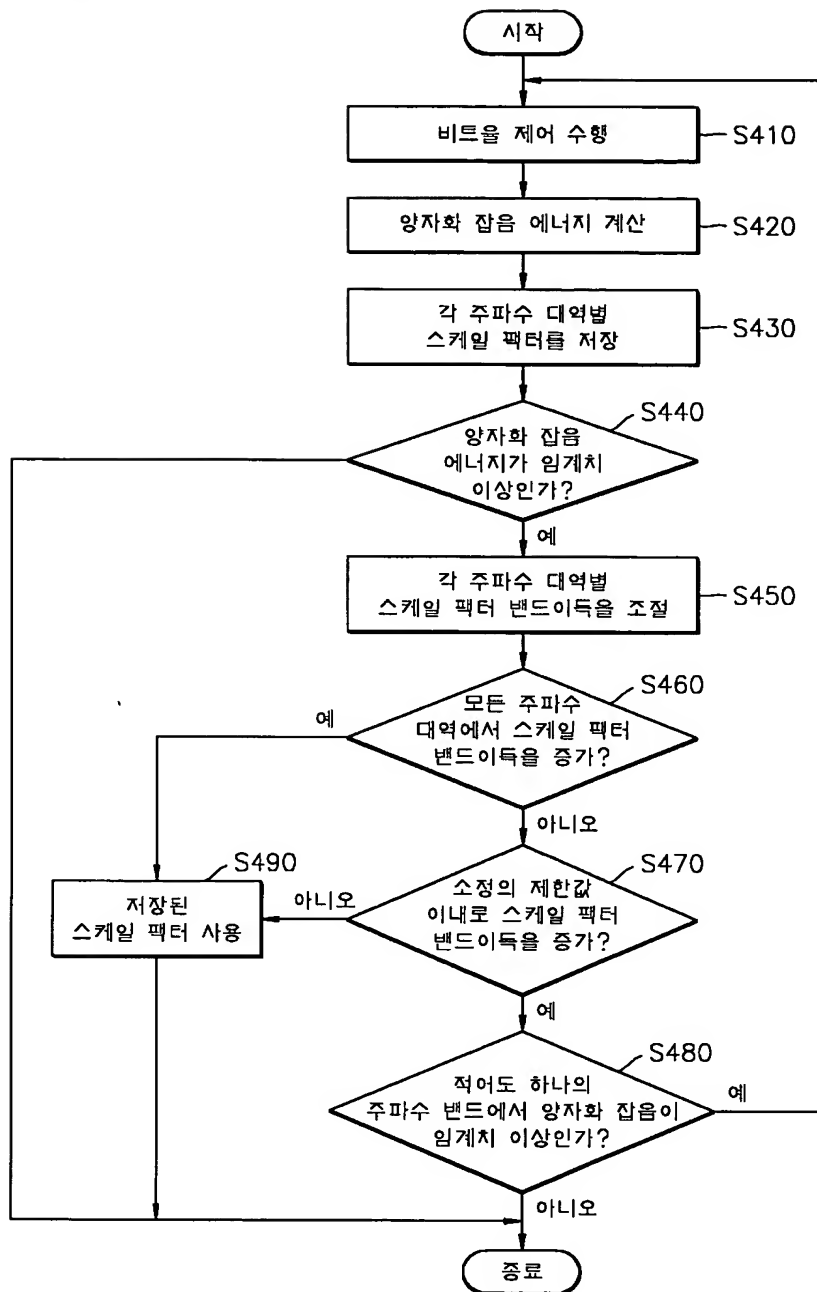 시작
비트율 제어 수행
S410
양자화 잡음 에너지 계산
S420
각 주파수 대역별
스케일 팩터를 저장
S430
S440
양자화 잡음
에너지가 임계치
이상인가?
예
각 주파수 대역별
스케일 팩터 밴드이득을 조절
S450
S460
모든 주파수
대역에서 스케일 팩터
밴드이득을 증가?
예
아니오
S470
소정의 제한값
이내로 스케일 팩터
밴드이득을 증가?
아니오
S490
저장된
스케일 팩터 사용
예
S480
적어도 하나의
주파수 밴드에서 양자화 잡음이
임계치 이상인가?
예
아니오
종료